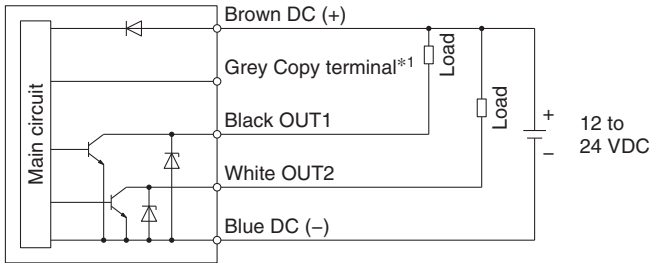 Brown DC (+)
Grey Copy terminal*1
Black OUT1
White OUT2
Blue DC (−)
Main circuit
Load
Load
+
−
12 to
24 VDC